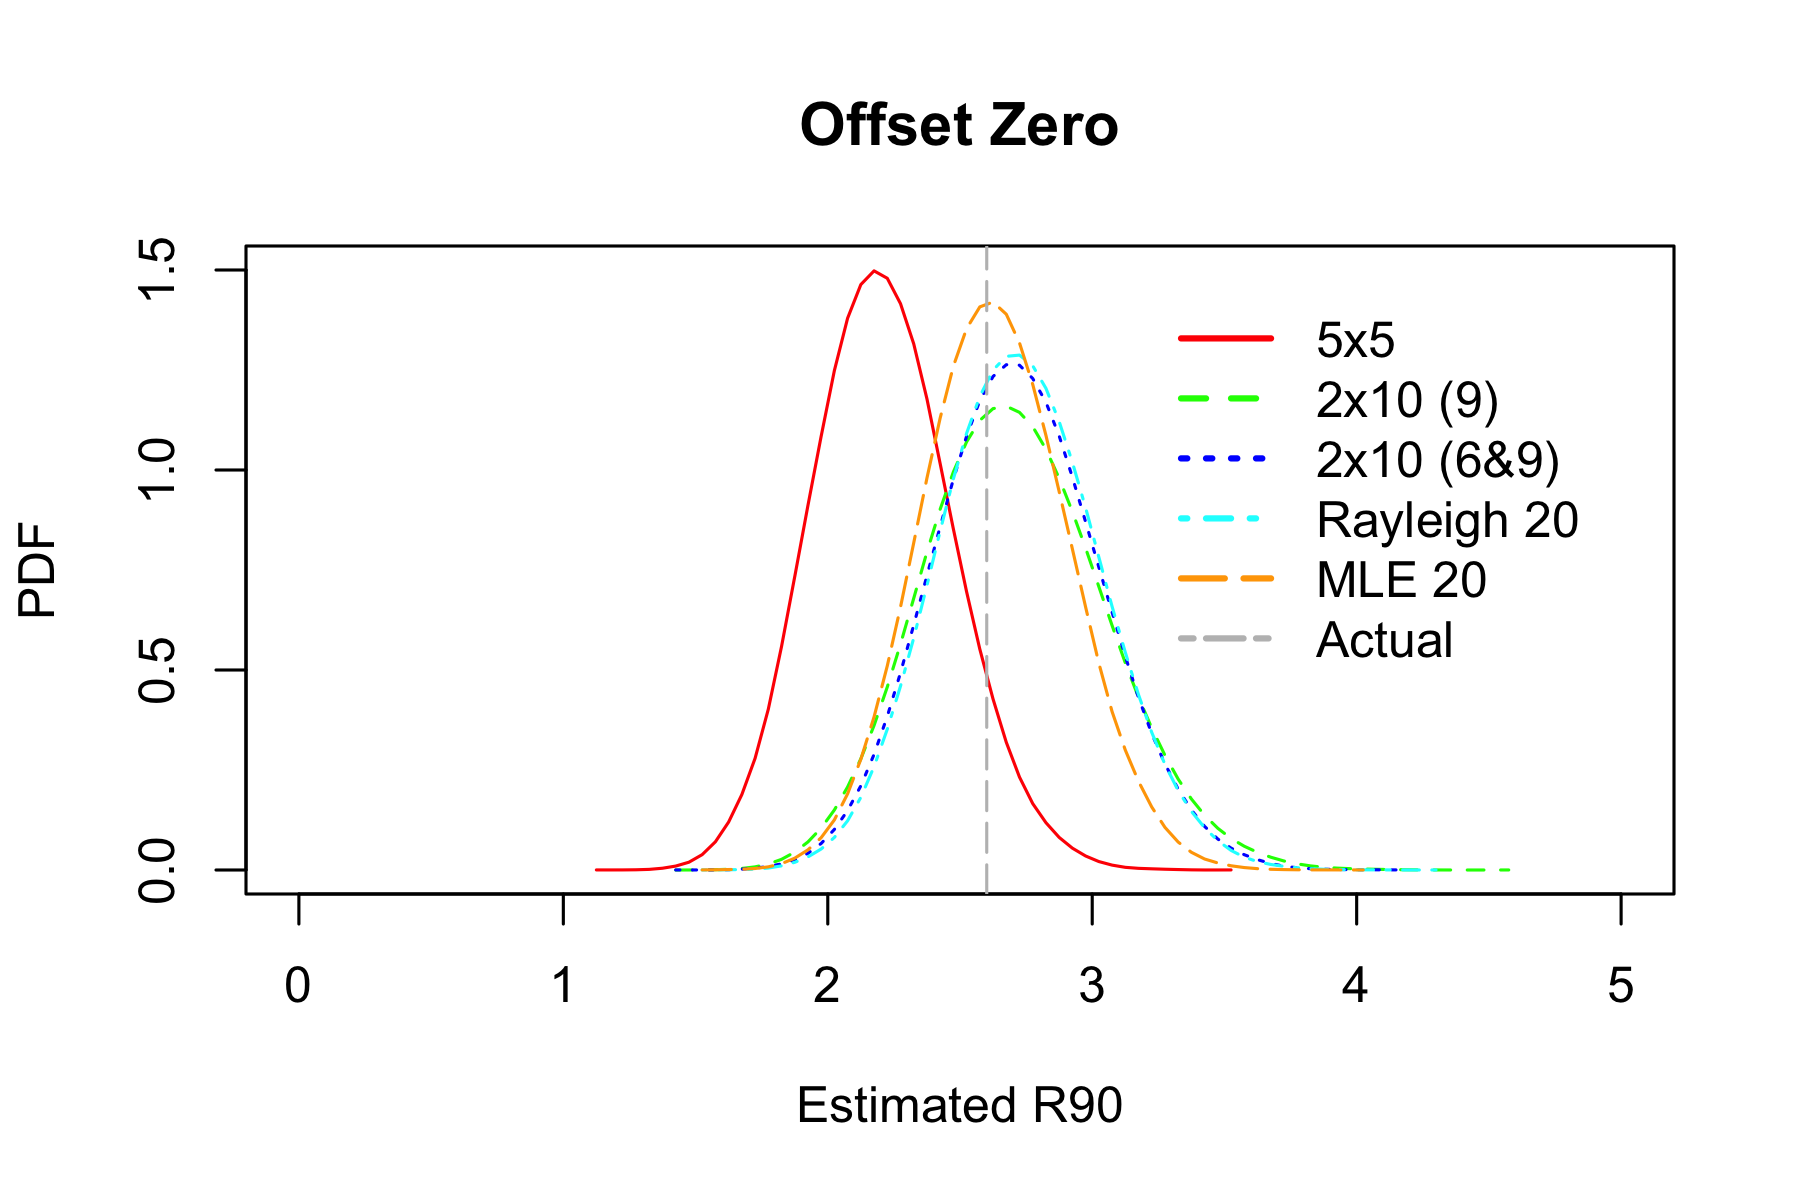 Offset Zero
PDF
1.5
1.0
0.5
0.0
5x5
2x10 (9)
2x10 (6&9)
Rayleigh 20
MLE 20
Actual
0 1 2 3 4 5
Estimated R90